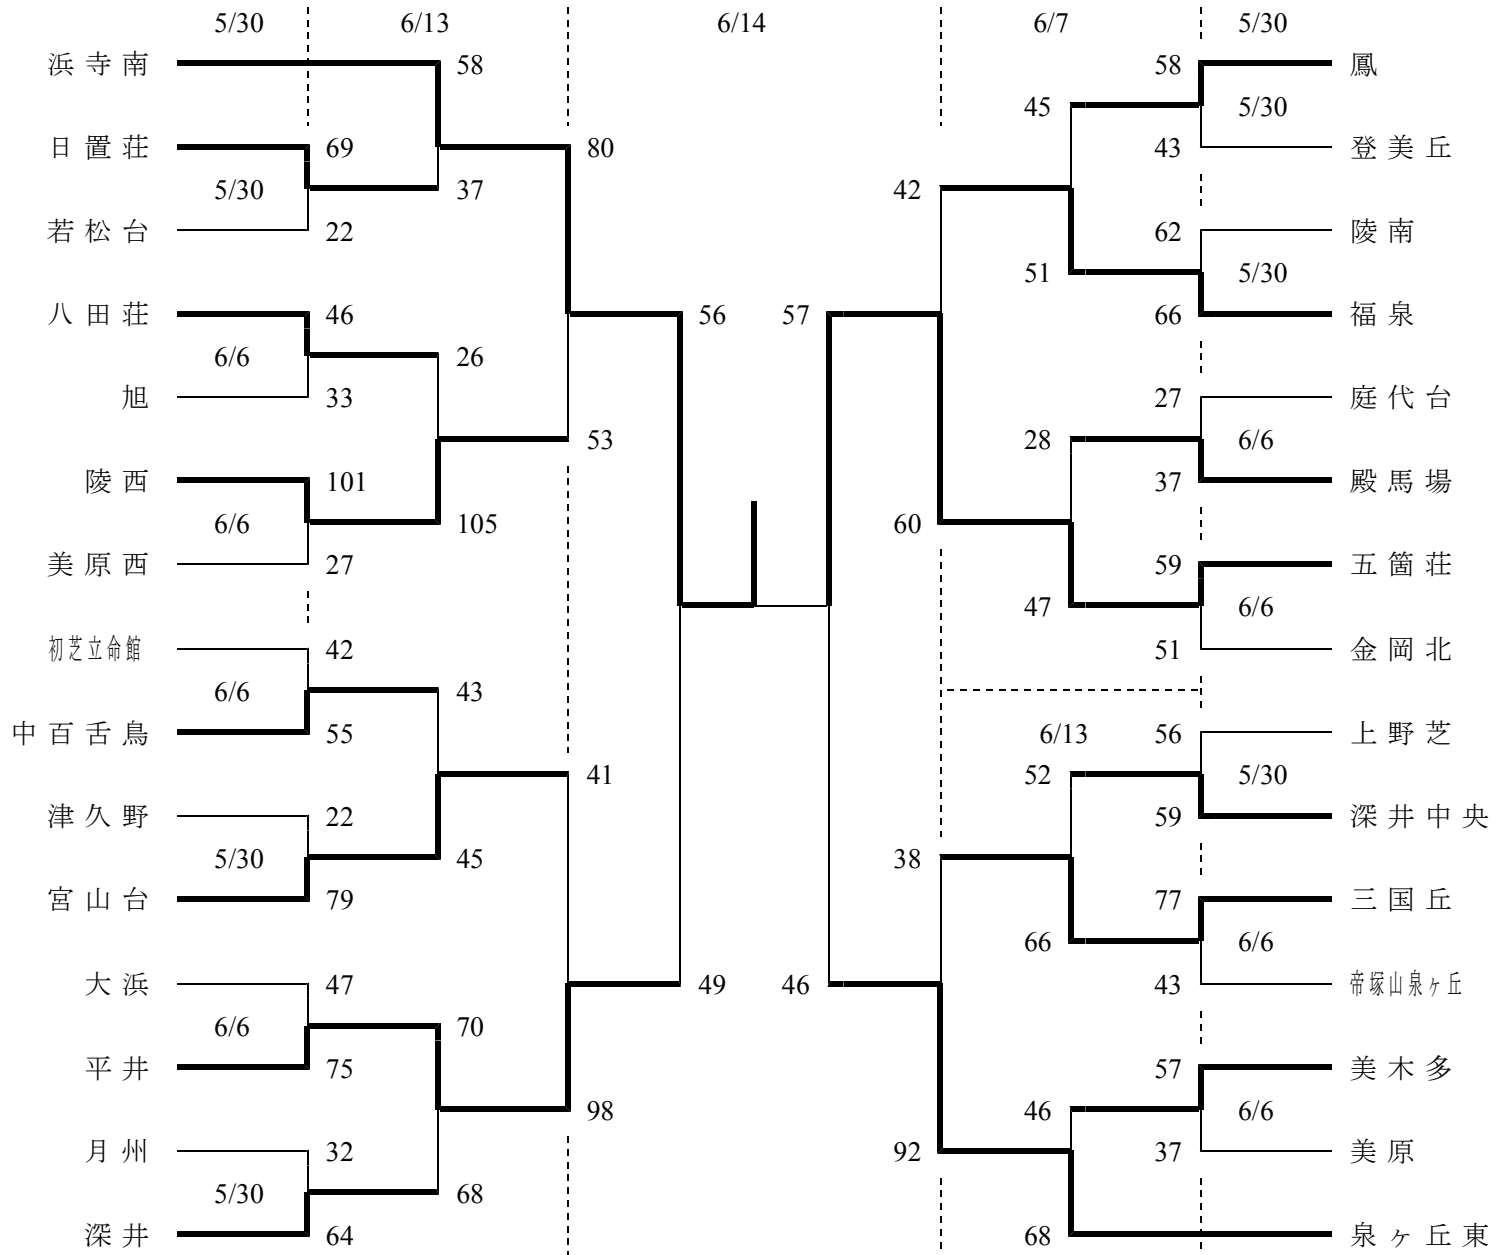 5/30 6/13 6/14 6/7 5/30
浜寺南 58 58 鳳
45 5/30
日置荘 69 80 43 登美丘
5/30 37 42
若松台 22 62 陵南
51 5/30
八田荘 46 56 57 66 福泉
6/6 26
旭 33 27 庭代台
53 28 6/6
陵西 101 37 殿馬場
6/6 105 60
美原西 27 59 五箇荘
47 6/6
初芝立命館 42 51 金岡北
6/6 43
中百舌鳥 55 6/13 56 上野芝
41 52 5/30
津久野 22 59 深井中央
5/30 45 38
宮山台 79 77 三国丘
66 6/6
大浜 47 49 46 43 帝塚山泉ヶ丘
6/6 70
平井 75 57 美木多
98 46 6/6
月州 32 92 37 美原
5/30 68
深井 64 68 泉ヶ丘東